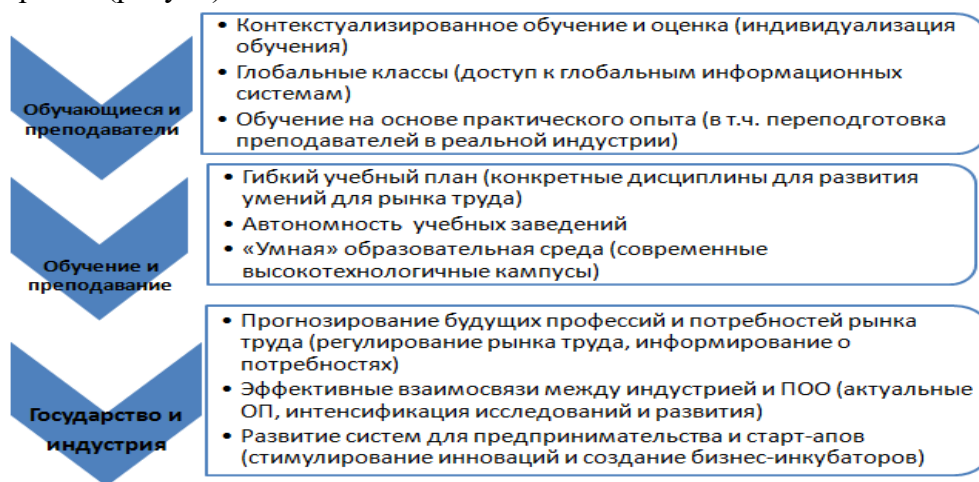 Обучающиеся и
преподаватели
• Контекстуализированное обучение и оценка (индивидуализация
обучения)
• Глобальные классы (доступ к глобальным информационных
системам)
• Обучение на основе практического опыта (в т.ч. переподготовка
преподавателей в реальной индустрии)
Обучение и
преподавание
• Гибкий учебный план (конкретные дисциплины для развития
умений для рынка труда)
• Автономность учебных заведений
• «Умная» образовательная среда (современные
высокотехнологичные кампусы)
Государство и
индустрия
• Прогнозирование будущих профессий и потребностей рынка
труда (регулирование рынка труда, информирование о
потребностях)
• Эффективные взаимосвязи между индустрией и ПОО (актуальные
ОП, интенсификация исследований и развития)
• Развитие систем для предпринимательства и старт-апов
(стимулирование инноваций и создание бизнес-инкубаторов)